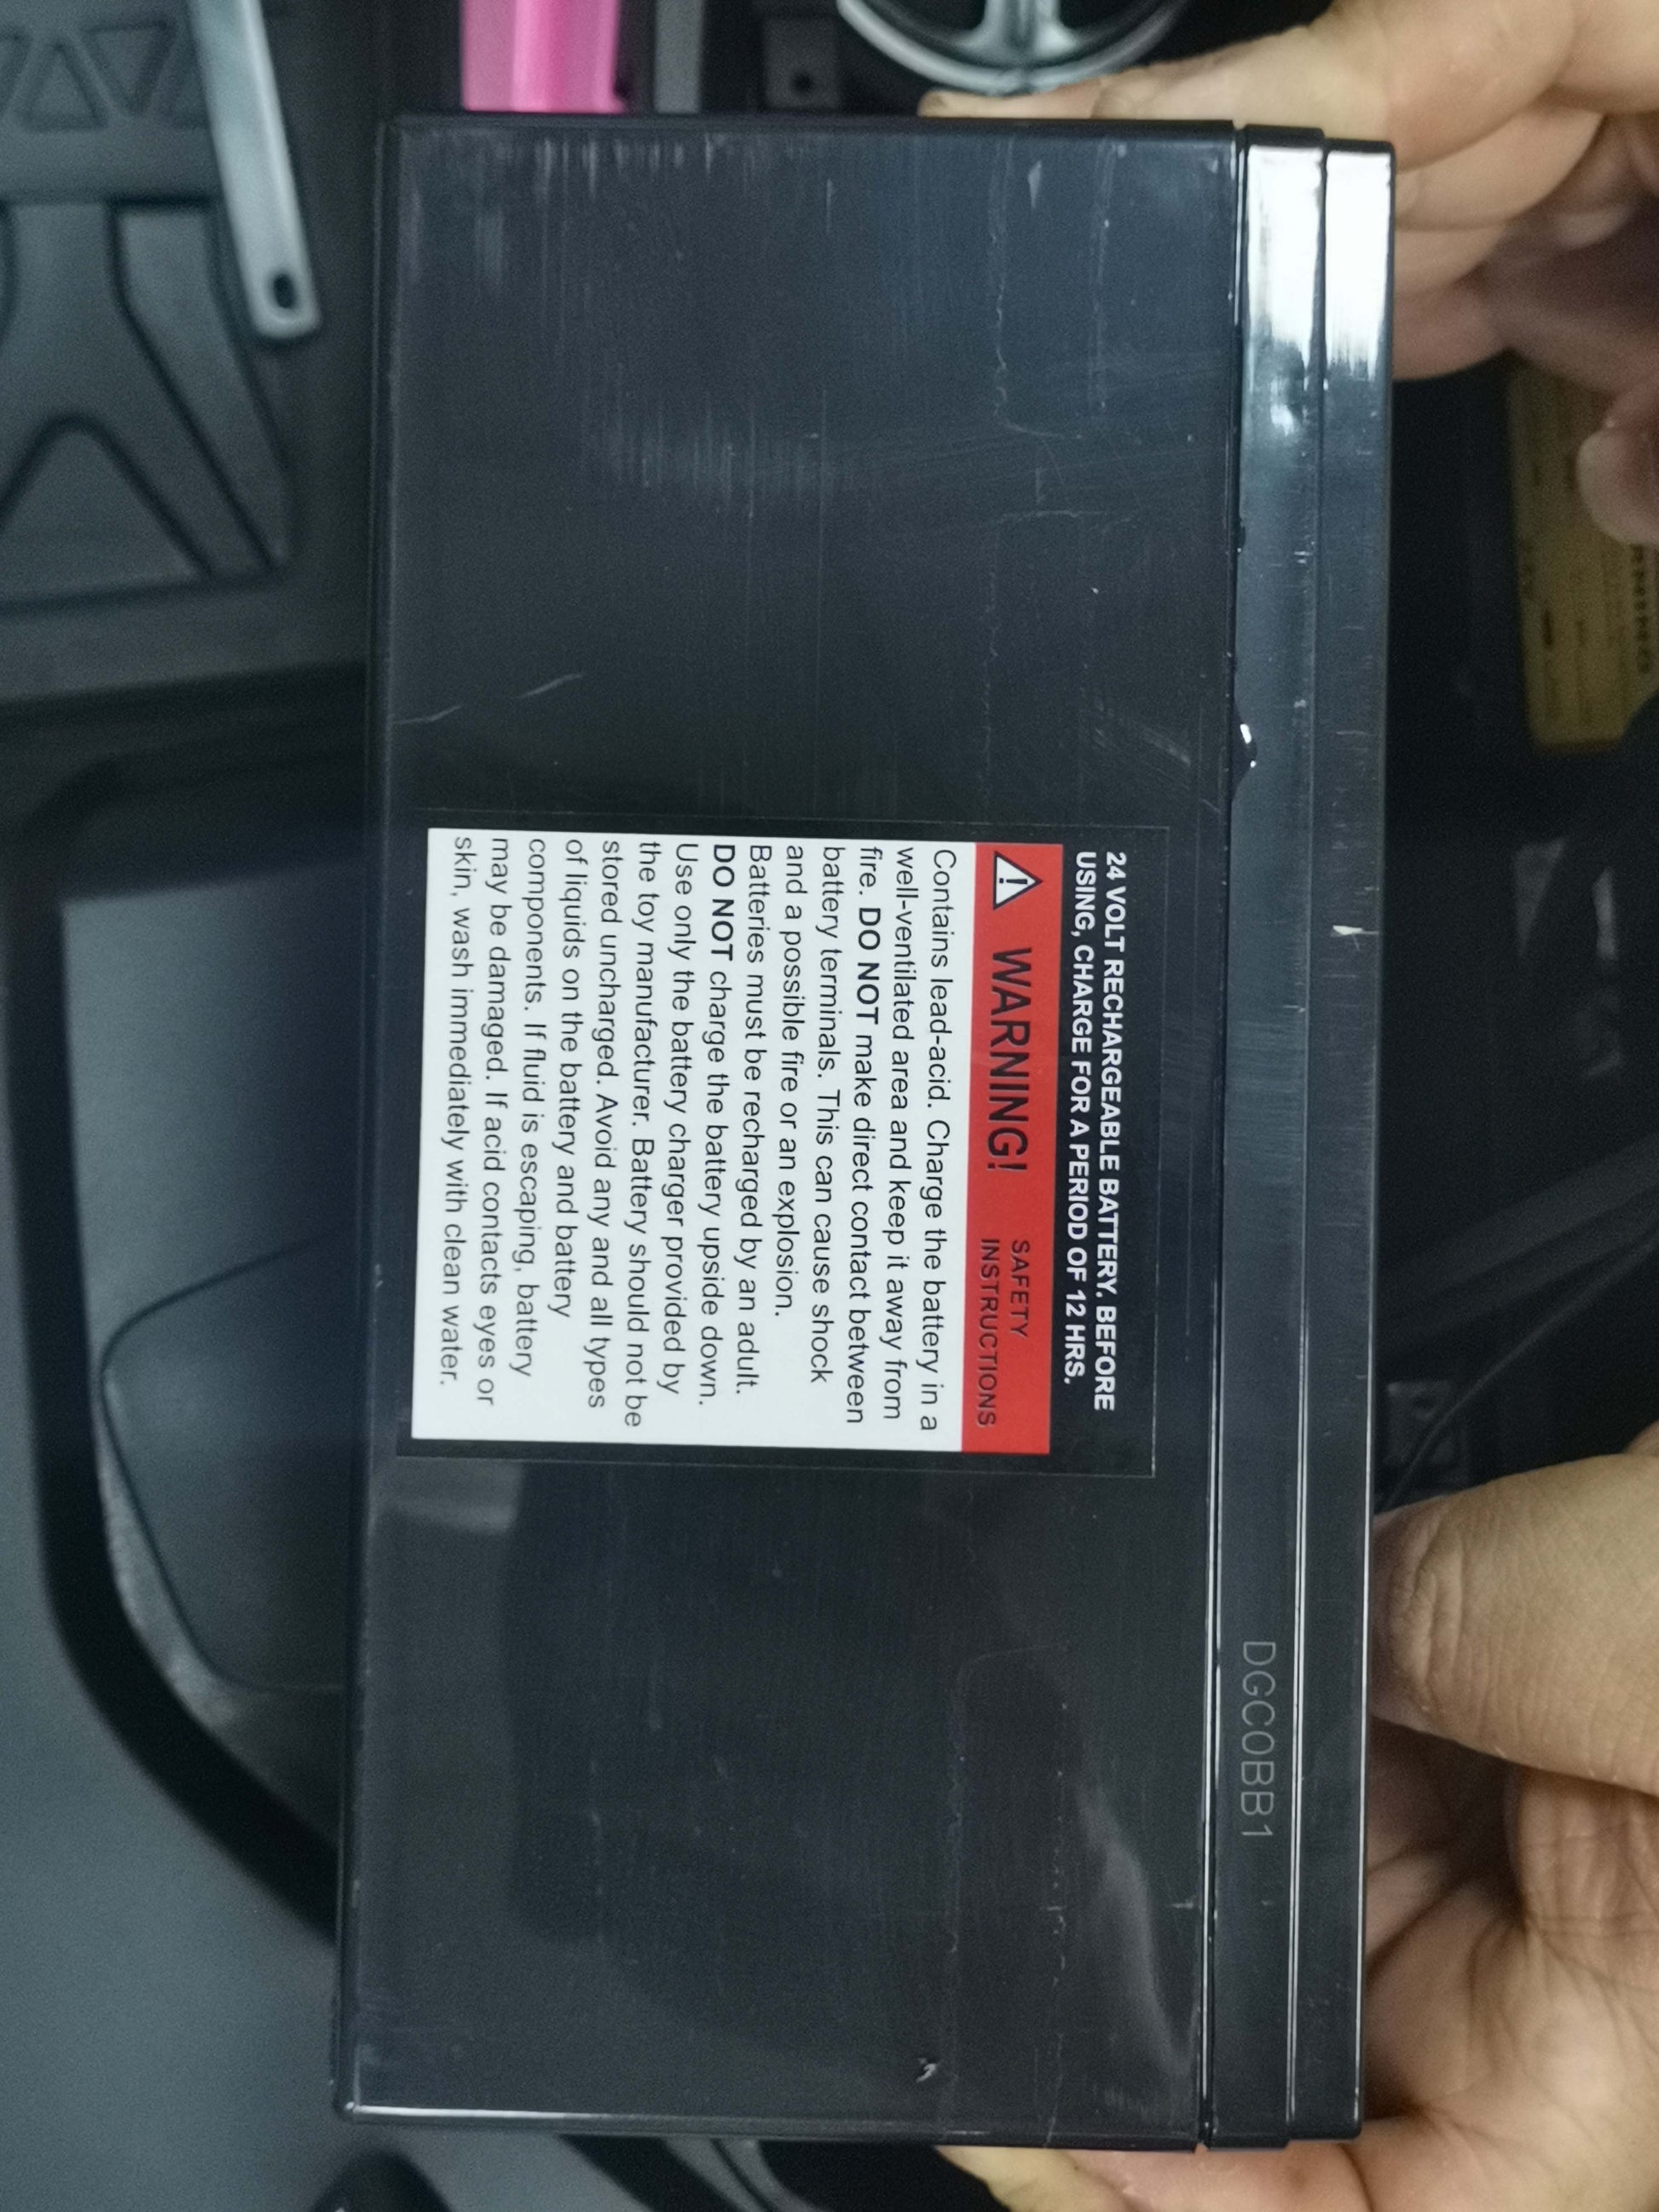 DGC0BB1
24 VOLT RECHARGEABLE BATTERY. BEFORE
USING, CHARGE FOR A PERIOD OF 12 HRS.
WARNING!
SAFETY
INSTRUCTIONS
Contains lead-acid. Charge the battery in a
well-ventilated area and keep it away from
fire. DO NOT make direct contact between
battery terminals. This can cause shock
and a possible fire or an explosion.
Batteries must be recharged by an adult.
DO NOT charge the battery upside down.
Use only the battery charger provided by
the toy manufacturer. Battery should not be
stored uncharged. Avoid any and all types
of liquids on the battery and battery
components. If fluid is escaping, battery
may be damaged. If acid contacts eyes or
skin, wash immediately with clean water.